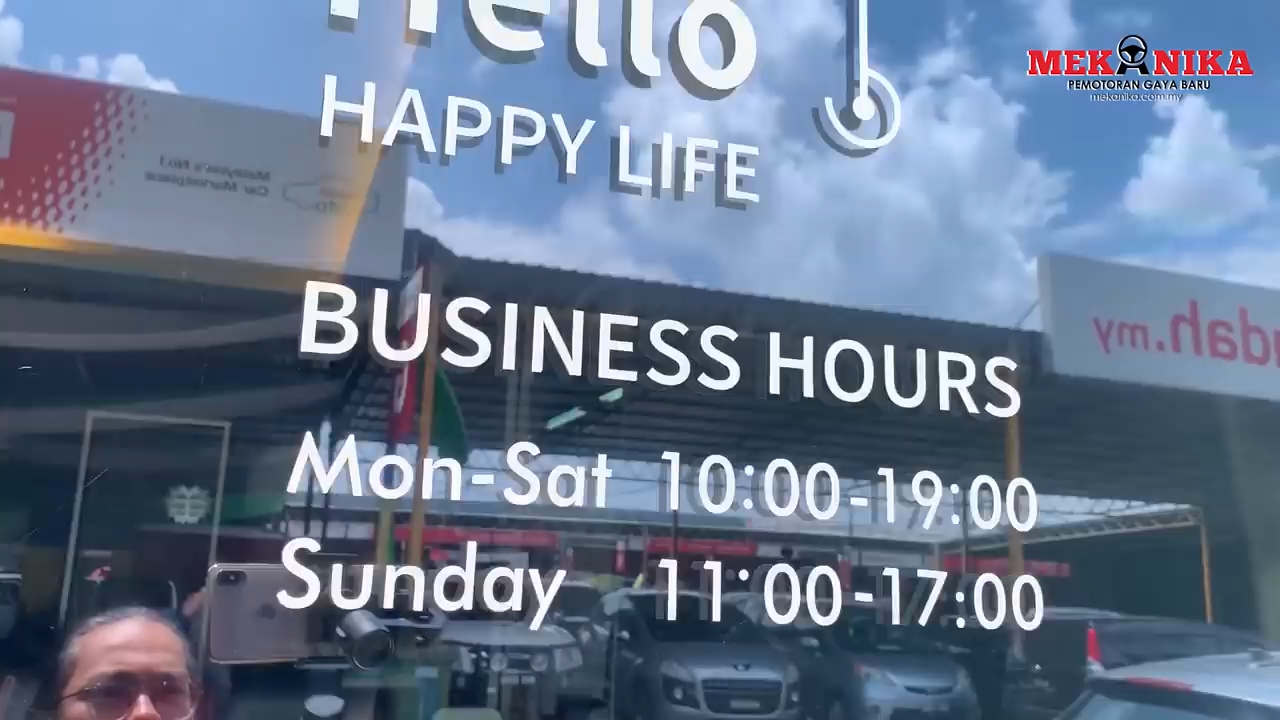 Hello
HAPPY LIFE
MEKANIKA
PEMOTORAN GAYA BARU
mekanika.com.my
Malaysia's No.1
Car Marketplace
udah.my
BUSINESS HOURS
Mon-Sat 10:00-19:00
Sunday 11:00-17:00